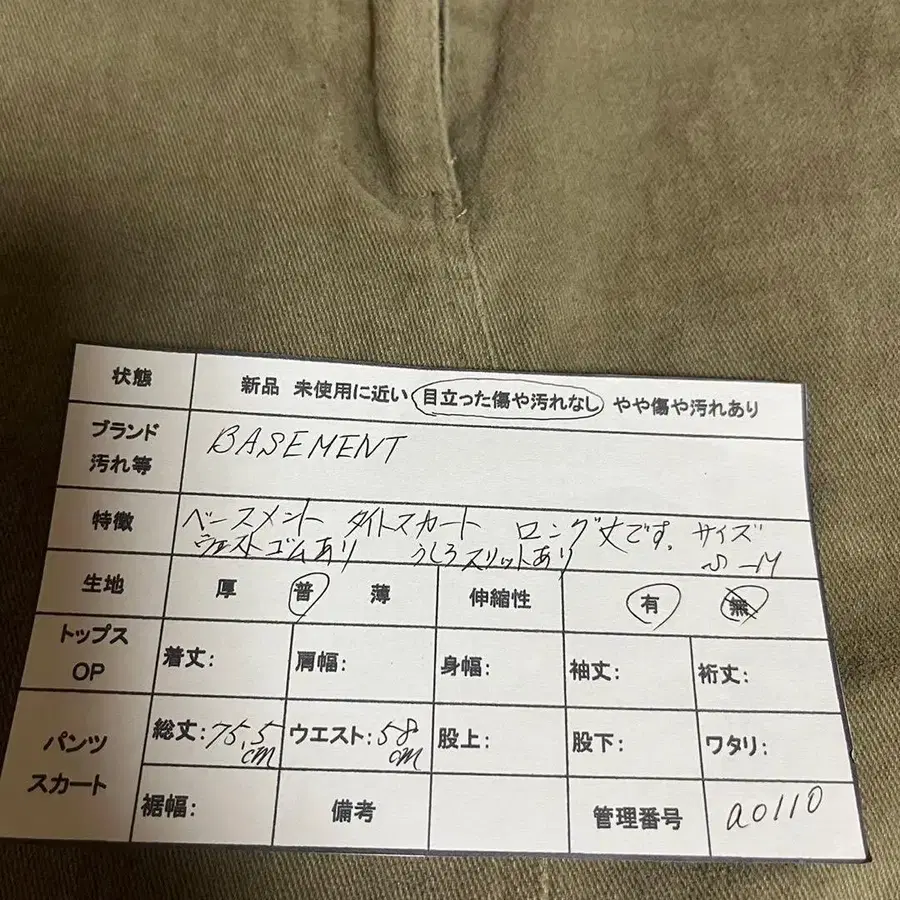 状態 新品 未使用に近い 目立った傷や汚れなし やや傷や汚れあり
ブランド
汚れ等
BASEMENT
特徴
ベースメント タイトスカート ロング丈です。サイズ
ウェストゴムあり うしろスリットあり S-M
生地 厚 普 薄 伸縮性 有 無
トップス
OP
着丈: 肩幅: 身幅: 袖丈: 裄丈:
パンツ
スカート
総丈:75.5cm ウエスト:58cm 股上: 股下: ワタリ:
裾幅: 備考 管理番号 a0110